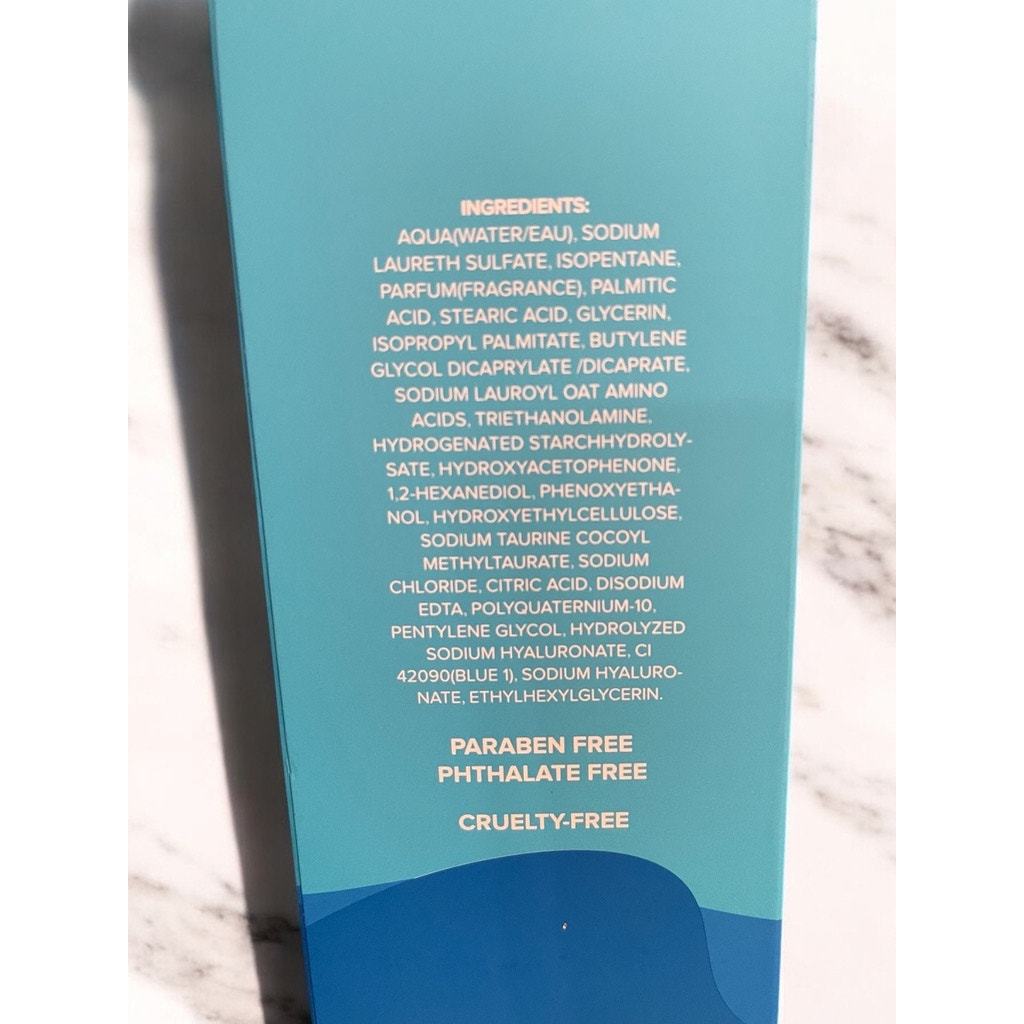 INGREDIENTS:
AQUA(WATER/EAU), SODIUM
LAURETH SULFATE, ISOPENTANE,
PARFUM(FRAGRANCE), PALMITIC
ACID, STEARIC ACID, GLYCERIN,
ISOPROPYL PALMITATE, BUTYLENE
GLYCOL DICAPRYLATE /DICAPRATE,
SODIUM LAUROYL OAT AMINO
ACIDS, TRIETHANOLAMINE,
HYDROGENATED STARCHHYDROLY-
SATE, HYDROXYACETOPHENONE,
1,2-HEXANEDIOL, PHENOXYETHA-
NOL, HYDROXYETHYLCELLULOSE,
SODIUM TAURINE COCOYL
METHYLTAURATE, SODIUM
CHLORIDE, CITRIC ACID, DISODIUM
EDTA, POLYQUATERNIUM-10,
PENTYLENE GLYCOL, HYDROLYZED
SODIUM HYALURONATE, CI
42090(BLUE 1), SODIUM HYALURO-
NATE, ETHYLHEXYLGLYCERIN.
PARABEN FREE
PHTHALATE FREE
CRUELTY-FREE